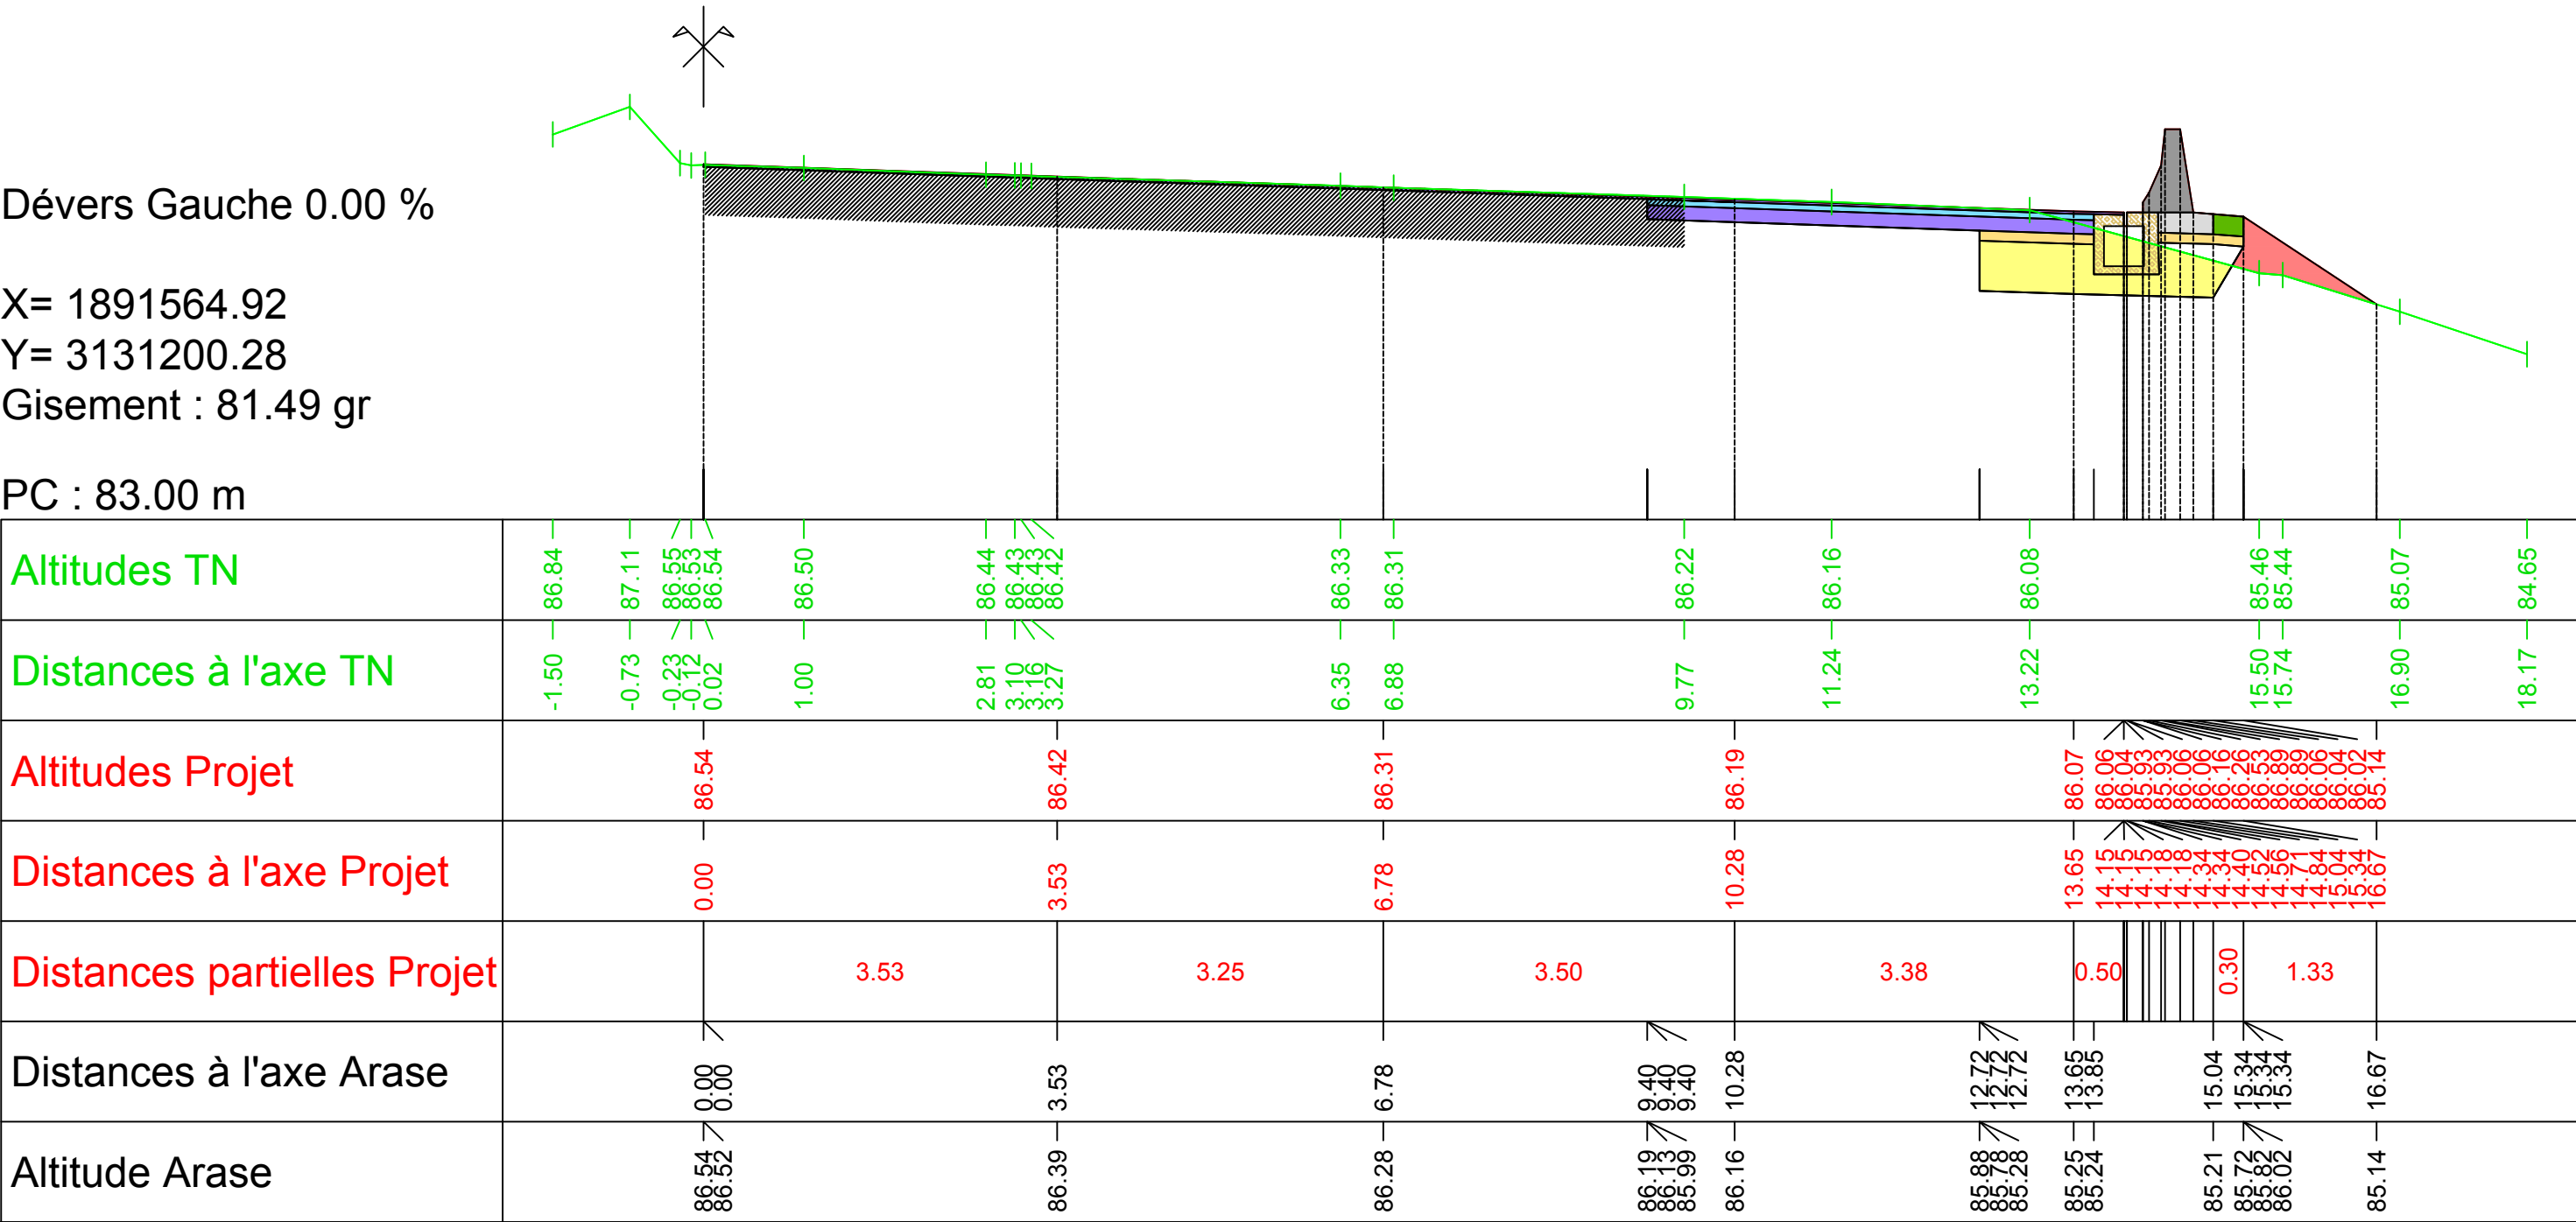 Dévers Gauche 0.00 %
X= 1891564.92
Y= 3131200.28
Gisement : 81.49 gr
PC : 83.00 m
Altitudes TN 86.84 87.11 86.55 86.53 86.54 86.50 86.44 86.43 86.43 86.42 86.33 86.31 86.22 86.16 86.08 85.46 85.44 85.07 84.65
Distances à l'axe TN -1.50 -0.73 -0.23 -0.12 0.02 1.00 2.81 3.10 3.16 3.27 6.35 6.88 9.77 11.24 13.22 15.50 15.74 16.90 18.17
Altitudes Projet 86.54 86.42 86.31 86.19 86.07 86.06 86.04 85.93 85.93 86.06 86.06 86.16 86.26 86.53 86.89 86.89 86.06 86.04 86.02 85.14
Distances à l'axe Projet 0.00 3.53 6.78 10.28 13.65 14.15 14.15 14.15 14.18 14.18 14.34 14.34 14.40 14.52 14.56 14.71 14.84 15.04 15.34 16.67
Distances partielles Projet 3.53 3.25 3.50 3.38 0.50 0.30 1.33
Distances à l'axe Arase 0.00 0.00 3.53 6.78 9.40 9.40 9.40 10.28 12.72 12.72 12.72 13.65 13.85 15.04 15.34 15.34 15.34 16.67
Altitude Arase 86.54 86.52 86.39 86.28 86.19 86.13 85.99 86.16 85.88 85.78 85.28 85.25 85.24 85.21 85.72 85.82 86.02 85.14